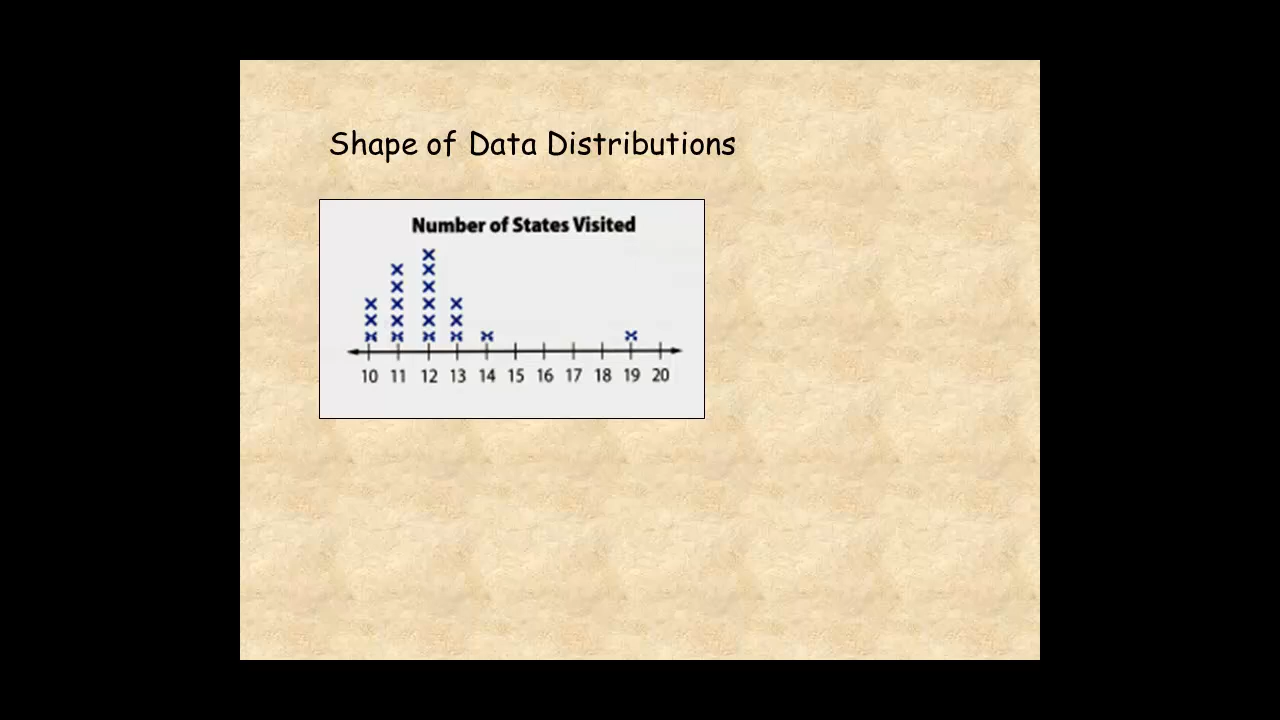 Shape of Data Distributions
Number of States Visited
10 11 12 13 14 15 16 17 18 19 20